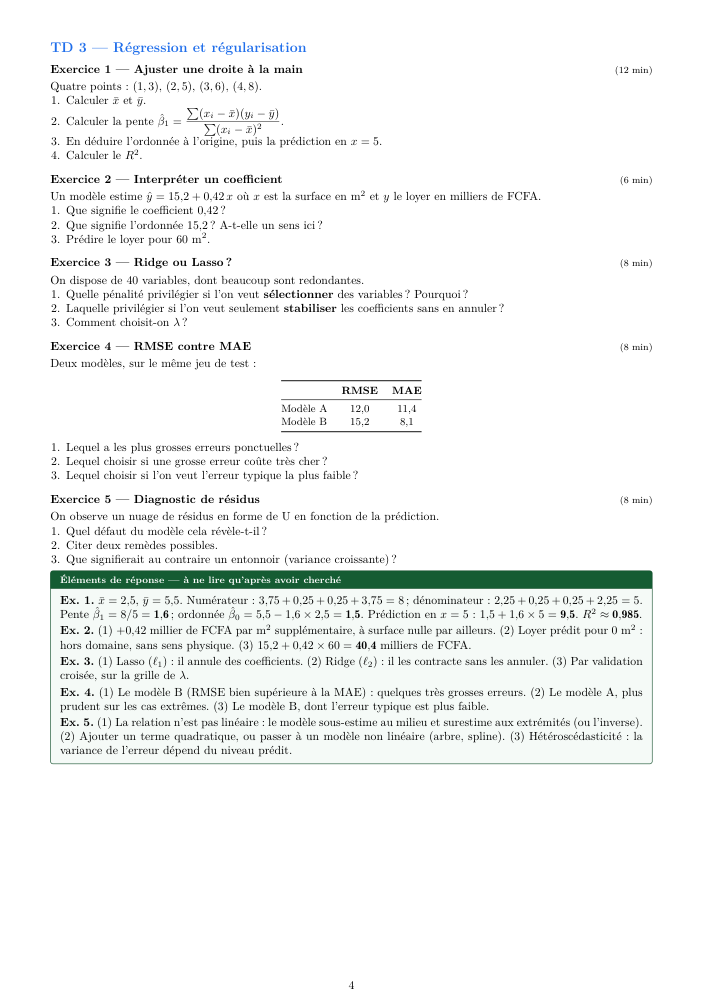 TD 3 — Régression et régularisation
Exercice 1 — Ajuster une droite à la main (12 min)
Quatre points : (1, 3), (2, 5), (3, 6), (4, 8).
1. Calculer x̄ et ȳ.
2. Calculer la pente β̂₁ = ∑(xᵢ − x̄)(yᵢ − ȳ) / ∑(xᵢ − x̄)².
3. En déduire l'ordonnée à l'origine, puis la prédiction en x = 5.
4. Calculer le R².
Exercice 2 — Interpréter un coefficient (6 min)
Un modèle estime ŷ = 15,2 + 0,42 x où x est la surface en m² et y le loyer en milliers de FCFA.
1. Que signifie le coefficient 0,42 ?
2. Que signifie l'ordonnée 15,2 ? A-t-elle un sens ici ?
3. Prédire le loyer pour 60 m².
Exercice 3 — Ridge ou Lasso ? (8 min)
On dispose de 40 variables, dont beaucoup sont redondantes.
1. Quelle pénalité privilégier si l'on veut sélectionner des variables ? Pourquoi ?
2. Laquelle privilégier si l'on veut seulement stabiliser les coefficients sans en annuler ?
3. Comment choisit-on λ ?
Exercice 4 — RMSE contre MAE (8 min)
Deux modèles, sur le même jeu de test :
RMSE MAE
Modèle A 12,0 11,4
Modèle B 15,2 8,1
1. Lequel a les plus grosses erreurs ponctuelles ?
2. Lequel choisir si une grosse erreur coûte très cher ?
3. Lequel choisir si l'on veut l'erreur typique la plus faible ?
Exercice 5 — Diagnostic de résidus (8 min)
On observe un nuage de résidus en forme de U en fonction de la prédiction.
1. Quel défaut du modèle cela révèle-t-il ?
2. Citer deux remèdes possibles.
3. Que signifierait au contraire un entonnoir (variance croissante) ?
Éléments de réponse — à ne lire qu'après avoir cherché
Ex. 1. x̄ = 2,5, ȳ = 5,5. Numérateur : 3,75 + 0,25 + 0,25 + 3,75 = 8 ; dénominateur : 2,25 + 0,25 + 0,25 + 2,25 = 5.
Pente β̂₁ = 8/5 = 1,6 ; ordonnée β̂₀ = 5,5 − 1,6 × 2,5 = 1,5. Prédiction en x = 5 : 1,5 + 1,6 × 5 = 9,5. R² ≈ 0,985.
Ex. 2. (1) +0,42 millier de FCFA par m² supplémentaire, à surface nulle par ailleurs. (2) Loyer prédit pour 0 m² :
hors domaine, sans sens physique. (3) 15,2 + 0,42 × 60 = 40,4 milliers de FCFA.
Ex. 3. (1) Lasso (ℓ₁) : il annule des coefficients. (2) Ridge (ℓ₂) : il les contracte sans les annuler. (3) Par validation
croisée, sur la grille de λ.
Ex. 4. (1) Le modèle B (RMSE bien supérieure à la MAE) : quelques très grosses erreurs. (2) Le modèle A, plus
prudent sur les cas extrêmes. (3) Le modèle B, dont l'erreur typique est plus faible.
Ex. 5. (1) La relation n'est pas linéaire : le modèle sous-estime au milieu et surestime aux extrémités (ou l'inverse).
(2) Ajouter un terme quadratique, ou passer à un modèle non linéaire (arbre, spline). (3) Hétéroscédasticité : la
variance de l'erreur dépend du niveau prédit.
4